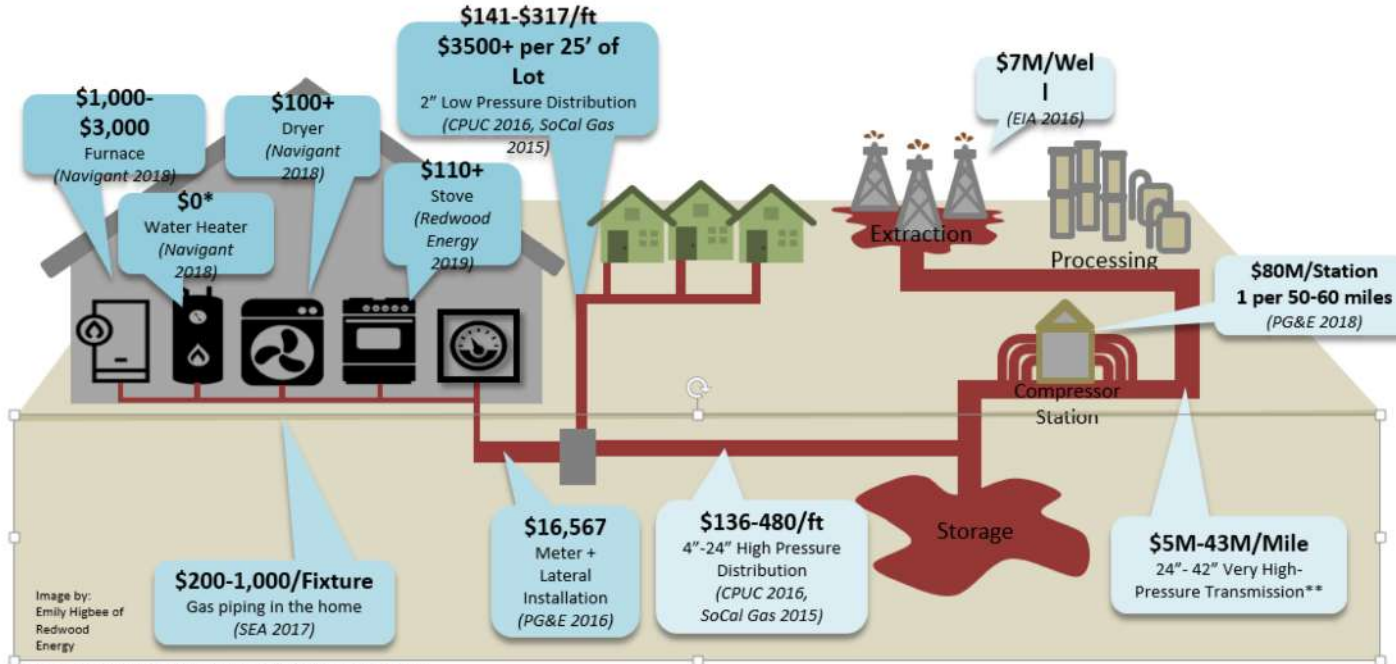 $141-$317/ft
$3500+ per 25’ of
Lot
2” Low Pressure Distribution
(CPUC 2016, SoCal Gas
2015)
$7M/Wel
l
(EIA 2016)
$1,000-
$3,000
Furnace
(Navigant 2018)
$100+
Dryer
(Navigant
2018)
$0*
Water Heater
(Navigant
2018)
$110+
Stove
(Redwood
Energy
2019)
Extraction
Processing
$80M/Station
1 per 50-60 miles
(PG&E 2018)
Compressor
Station
$200-1,000/Fixture
Gas piping in the home
(SEA 2017)
$16,567
Meter +
Lateral
Installation
(PG&E 2016)
$136-480/ft
4”-24” High Pressure
Distribution
(CPUC 2016,
SoCal Gas 2015)
Storage
$5M-43M/Mile
24”- 42” Very High-
Pressure Transmission**
Image by:
Emily Higbee of
Redwood
Energy